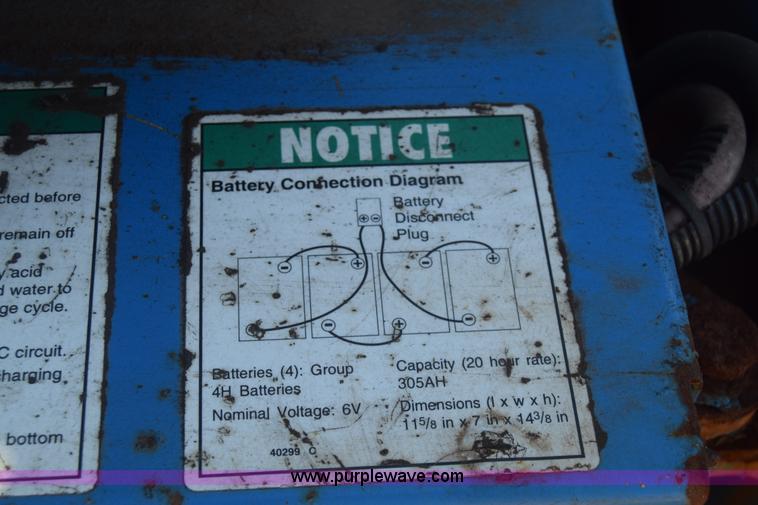 cted before
remain off
y acid
d water to
ge cycle.
C circuit.
charging
bottom
NOTICE
Battery Connection Diagram
Battery
Disconnect
Plug
⊕ ⊖
⊖ ⊕ ⊖ ⊕
⊕ ⊖ ⊕ ⊖
Batteries (4): Group
4H Batteries
Nominal Voltage: 6V
Capabity (20 hour rate):
305AH
Dimensions (l x w x h):
11 5/8 in x 7 in x 14 3/8 in
40299 C
www.purplewave.com